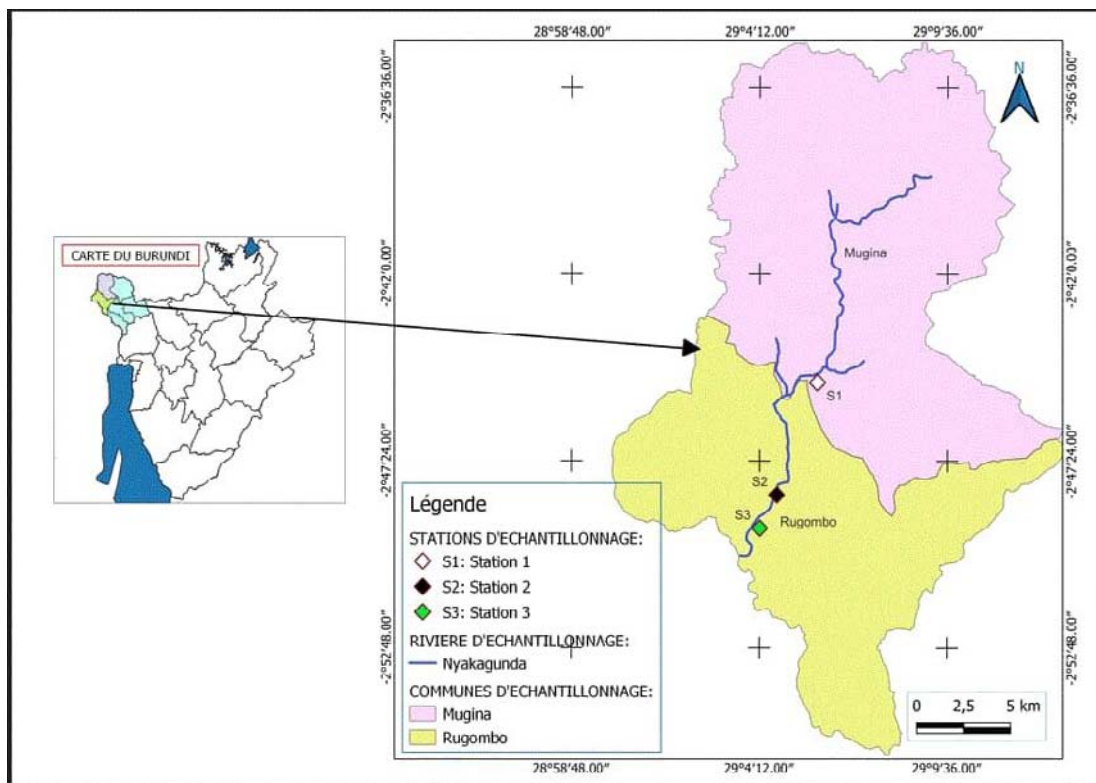 28°58'48.00" 29°4'12.00" 29°9'36.00"
-2°36'36.00" -2°36'36.00"
N
Mugina
CARTE DU BURUNDI
-2°42'0.00" -2°42'0.00"
S1
-2°47'24.00" -2°47'24.00"
S2
S3 Rugombo
Légende
STATIONS D'ECHANTILLONNAGE:
S1: Station 1
S2: Station 2
S3: Station 3
RIVIERE D'ECHANTILLONNAGE:
Nyakagunda
COMMUNES D'ECHANTILLONNAGE:
Mugina
Rugombo
-2°52'48.00" -2°52'48.00"
0 2,5 5 km
28°58'48.00" 29°4'12.00" 29°9'36.00"